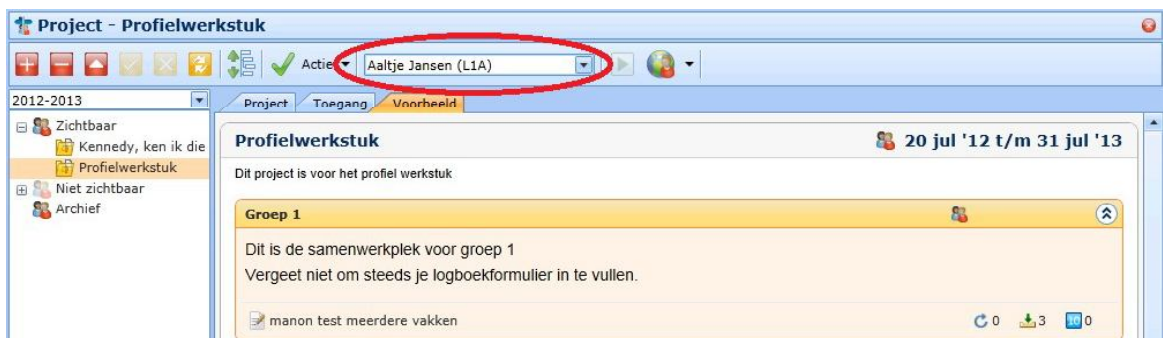 Project - Profielwerkstuk
Actie
Aaltje Jansen (L1A)
2012-2013
Zichtbaar
Kennedy, ken ik die
Profielwerkstuk
Niet zichtbaar
Archief
Project Toegang Voorbeeld
Profielwerkstuk 20 jul '12 t/m 31 jul '13
Dit project is voor het profiel werkstuk
Groep 1
Dit is de samenwerkplek voor groep 1
Vergeet niet om steeds je logboekformulier in te vullen.
manon test meerdere vakken 0 3 10 0